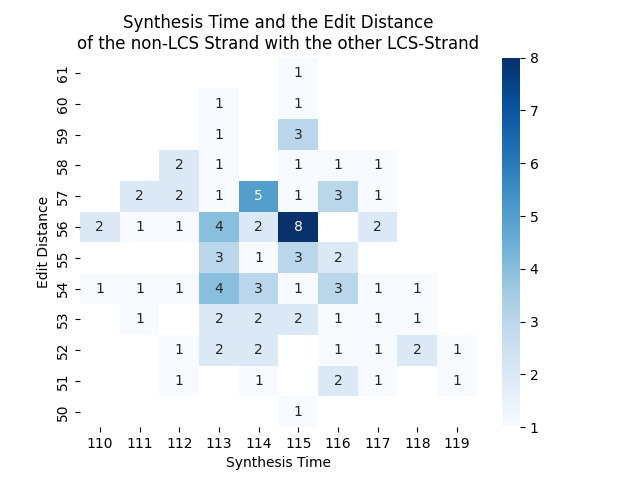 Synthesis Time and the Edit Distance
of the non-LCS Strand with the other LCS-Strand
61 1
60 1 1
59 1 3
58 2 1 1 1 1
57 2 2 1 5 1 3 1
56 2 1 1 4 2 8 2
55 3 1 3 2
54 1 1 1 4 3 1 3 1 1
53 1 2 2 2 1 1 1
52 1 2 2 1 1 2 1
51 1 1 2 1 1
50 1
110 111 112 113 114 115 116 117 118 119
Synthesis Time
Edit Distance
8
7
6
5
4
3
2
1